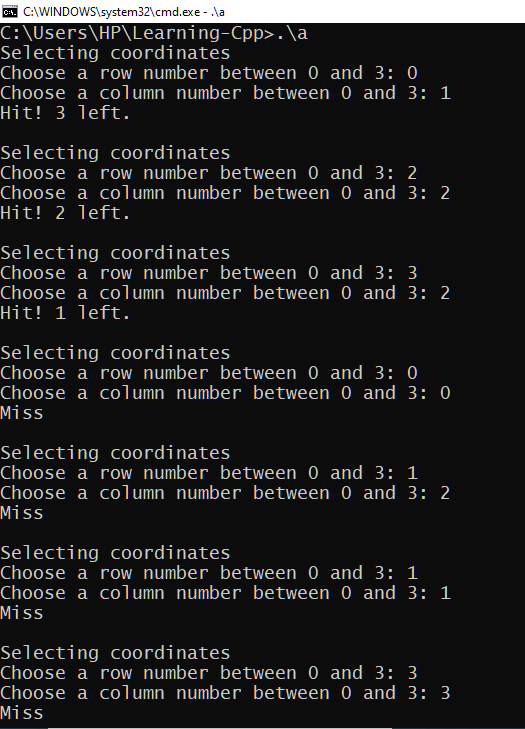 C:\WINDOWS\system32\cmd.exe - .\a
C:\Users\HP\Learning-Cpp>.\a
Selecting coordinates
Choose a row number between 0 and 3: 0
Choose a column number between 0 and 3: 1
Hit! 3 left.
Selecting coordinates
Choose a row number between 0 and 3: 2
Choose a column number between 0 and 3: 2
Hit! 2 left.
Selecting coordinates
Choose a row number between 0 and 3: 3
Choose a column number between 0 and 3: 2
Hit! 1 left.
Selecting coordinates
Choose a row number between 0 and 3: 0
Choose a column number between 0 and 3: 0
Miss
Selecting coordinates
Choose a row number between 0 and 3: 1
Choose a column number between 0 and 3: 2
Miss
Selecting coordinates
Choose a row number between 0 and 3: 1
Choose a column number between 0 and 3: 1
Miss
Selecting coordinates
Choose a row number between 0 and 3: 3
Choose a column number between 0 and 3: 3
Miss